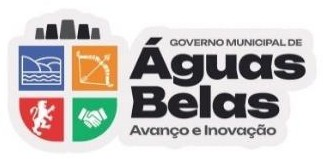 GOVERNO MUNICIPAL DE
Águas
Belas
Avanço e Inovação